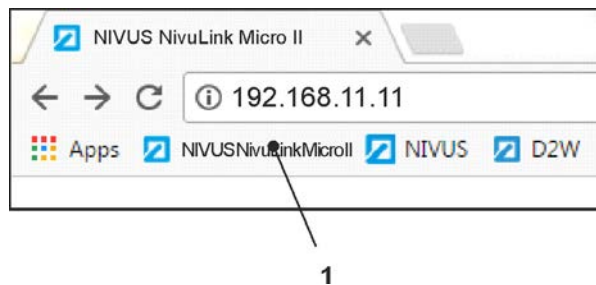 NIVUS NivuLink Micro II
192.168.11.11
Apps NIVUSNivuLinkMicroII NIVUS D2W
1